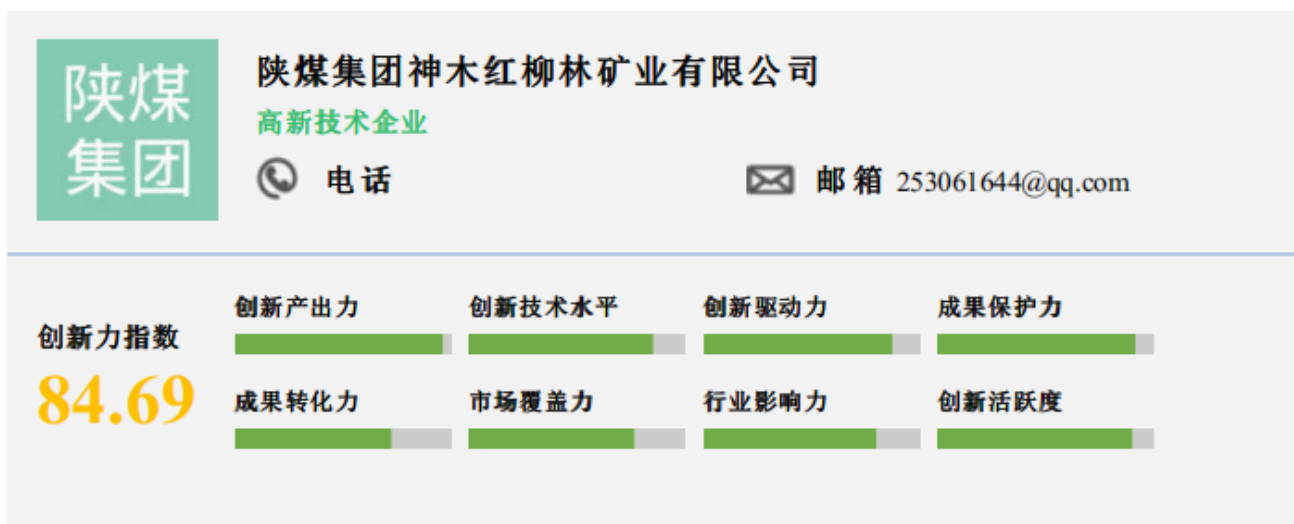 陕煤
集团
陕煤集团神木红柳林矿业有限公司
高新技术企业
电话
邮箱 253061644@qq.com
创新力指数
84.69
创新产出力
创新技术水平
创新驱动力
成果保护力
成果转化力
市场覆盖力
行业影响力
创新活跃度